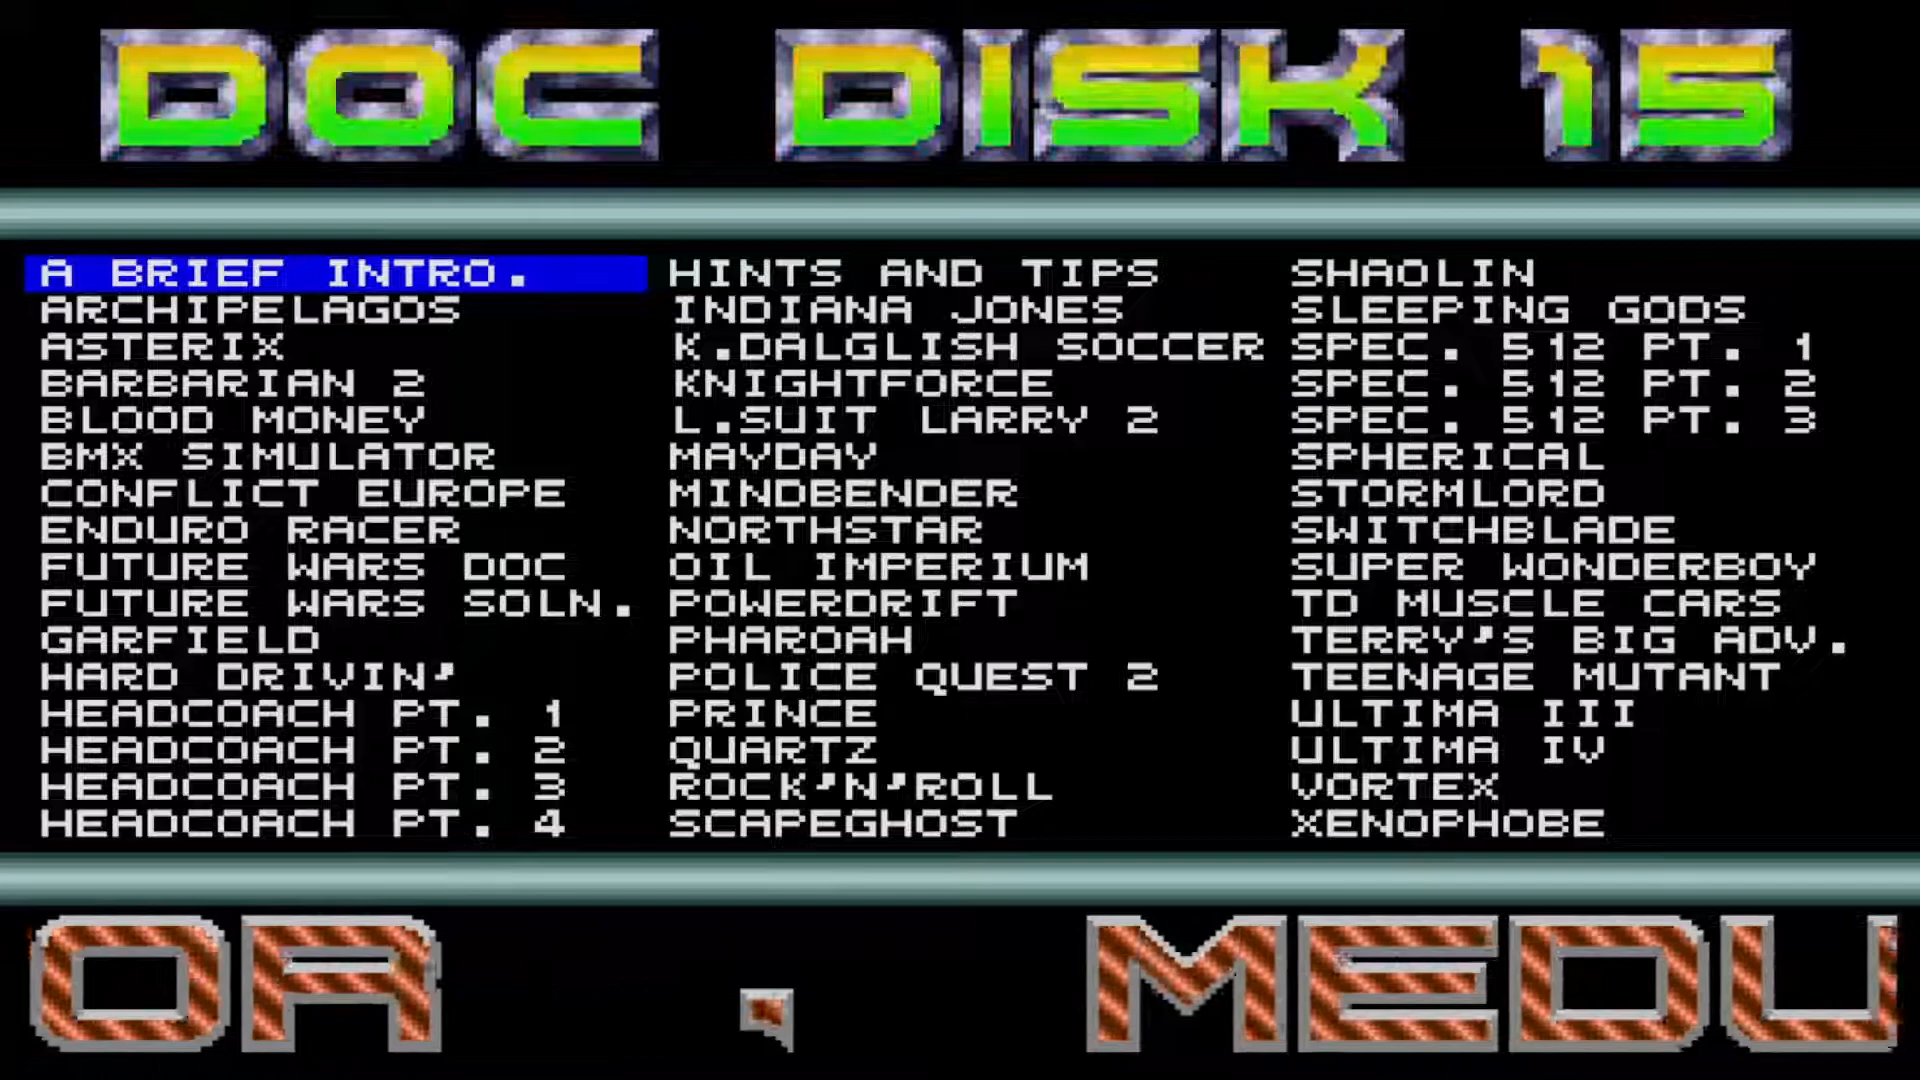 DOC DISK 15
A BRIEF INTRO.
ARCHIPELAGOS
ASTERIX
BARBARIAN 2
BLOOD MONEY
BMX SIMULATOR
CONFLICT EUROPE
ENDURO RACER
FUTURE WARS DOC
FUTURE WARS SOLN.
GARFIELD
HARD DRIVIN'
HEADCOACH PT. 1
HEADCOACH PT. 2
HEADCOACH PT. 3
HEADCOACH PT. 4
HINTS AND TIPS
INDIANA JONES
K.DALGLISH SOCCER
KNIGHTFORCE
L.SUIT LARRY 2
MAYDAY
MINDBENDER
NORTHSTAR
OIL IMPERIUM
POWERDRIFT
PHAROAH
POLICE QUEST 2
PRINCE
QUARTZ
ROCK'N'ROLL
SCAPEGHOST
SHAOLIN
SLEEPING GODS
SPEC. 512 PT. 1
SPEC. 512 PT. 2
SPEC. 512 PT. 3
SPHERICAL
STORMLORD
SWITCHBLADE
SUPER WONDERBOY
TD MUSCLE CARS
TERRY'S BIG ADV.
TEENAGE MUTANT
ULTIMA III
ULTIMA IV
VORTEX
XENOPHOBE
OR , MEDU